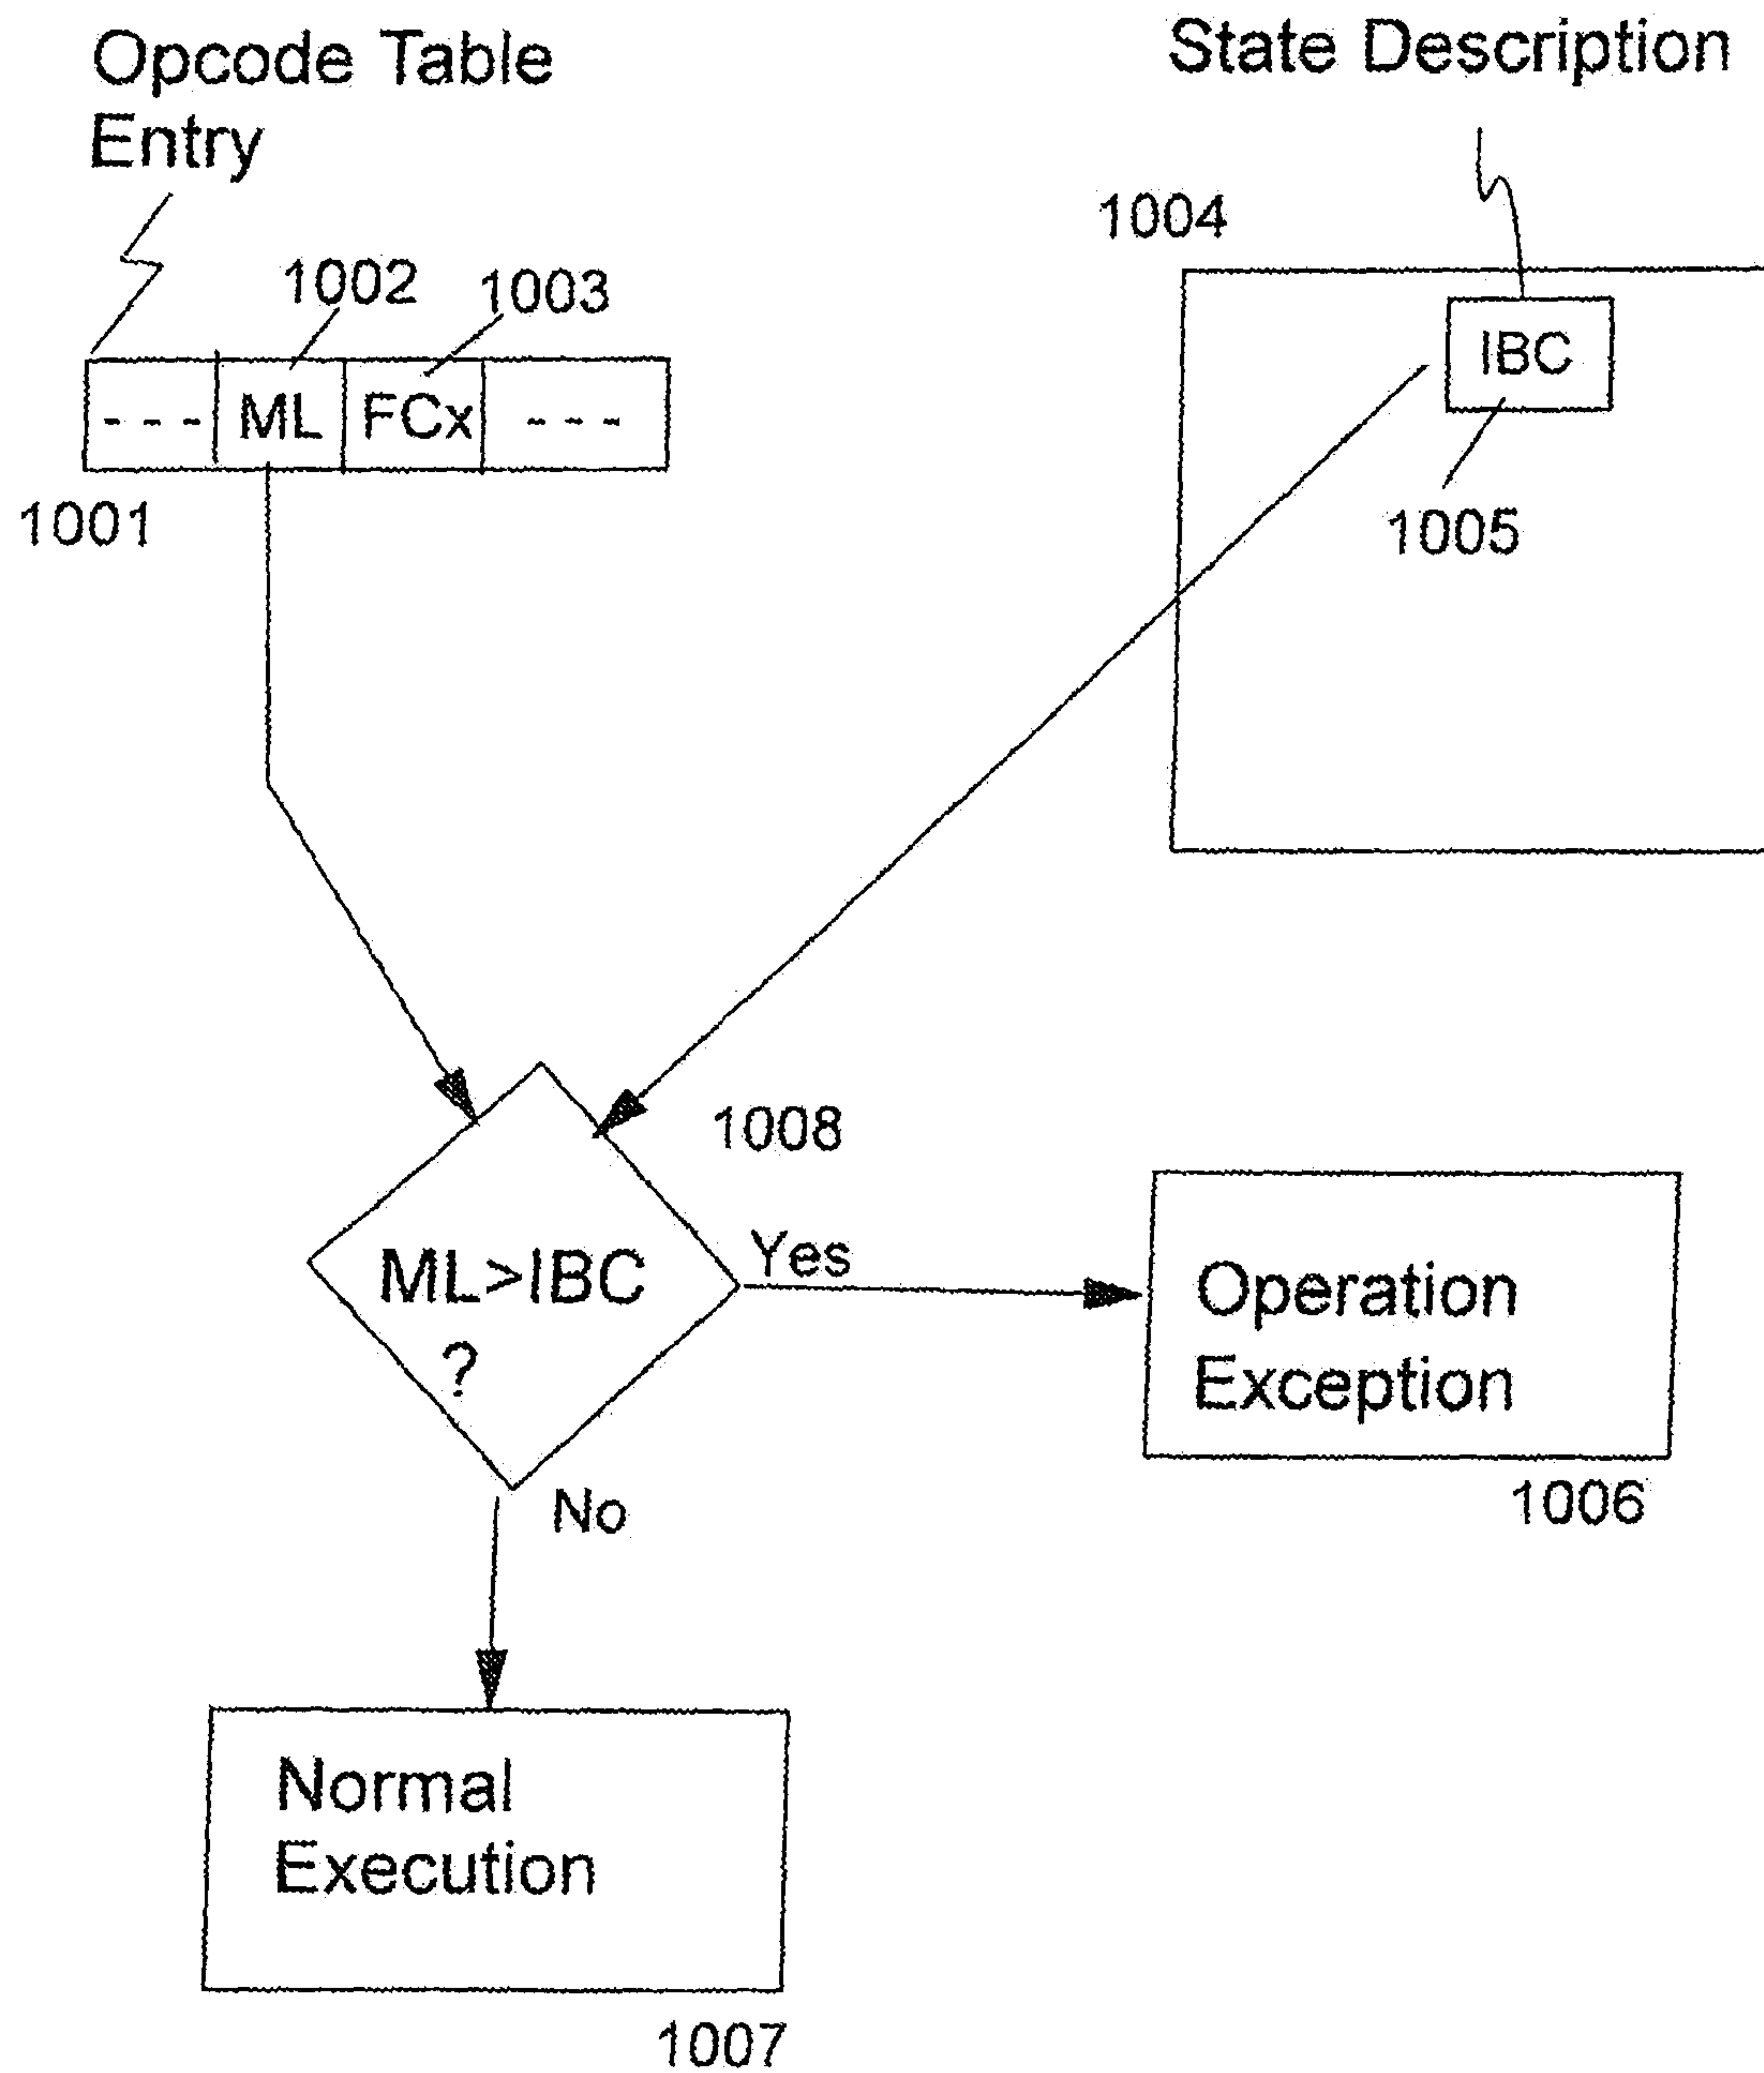 Opcode Table
Entry
State Description
1004
1002
1003
IBC
- - -
ML
FCx
- - -
1001
1005
1008
ML>IBC
?
Yes
Operation
Exception
1006
No
Normal
Execution
1007